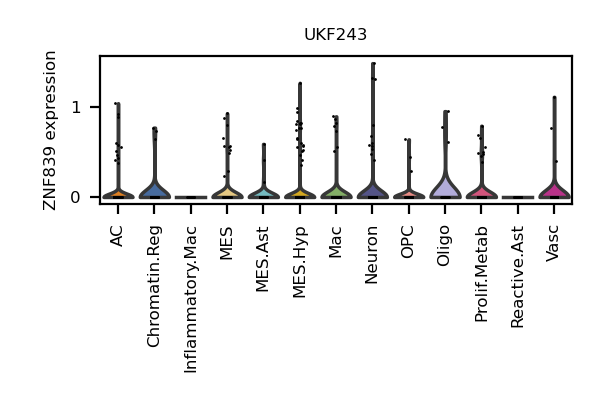 UKF243
ZNF839 expression
1
0
AC
Chromatin.Reg
Inflammatory.Mac
MES
MES.Ast
MES.Hyp
Mac
Neuron
OPC
Oligo
Prolif.Metab
Reactive.Ast
Vasc